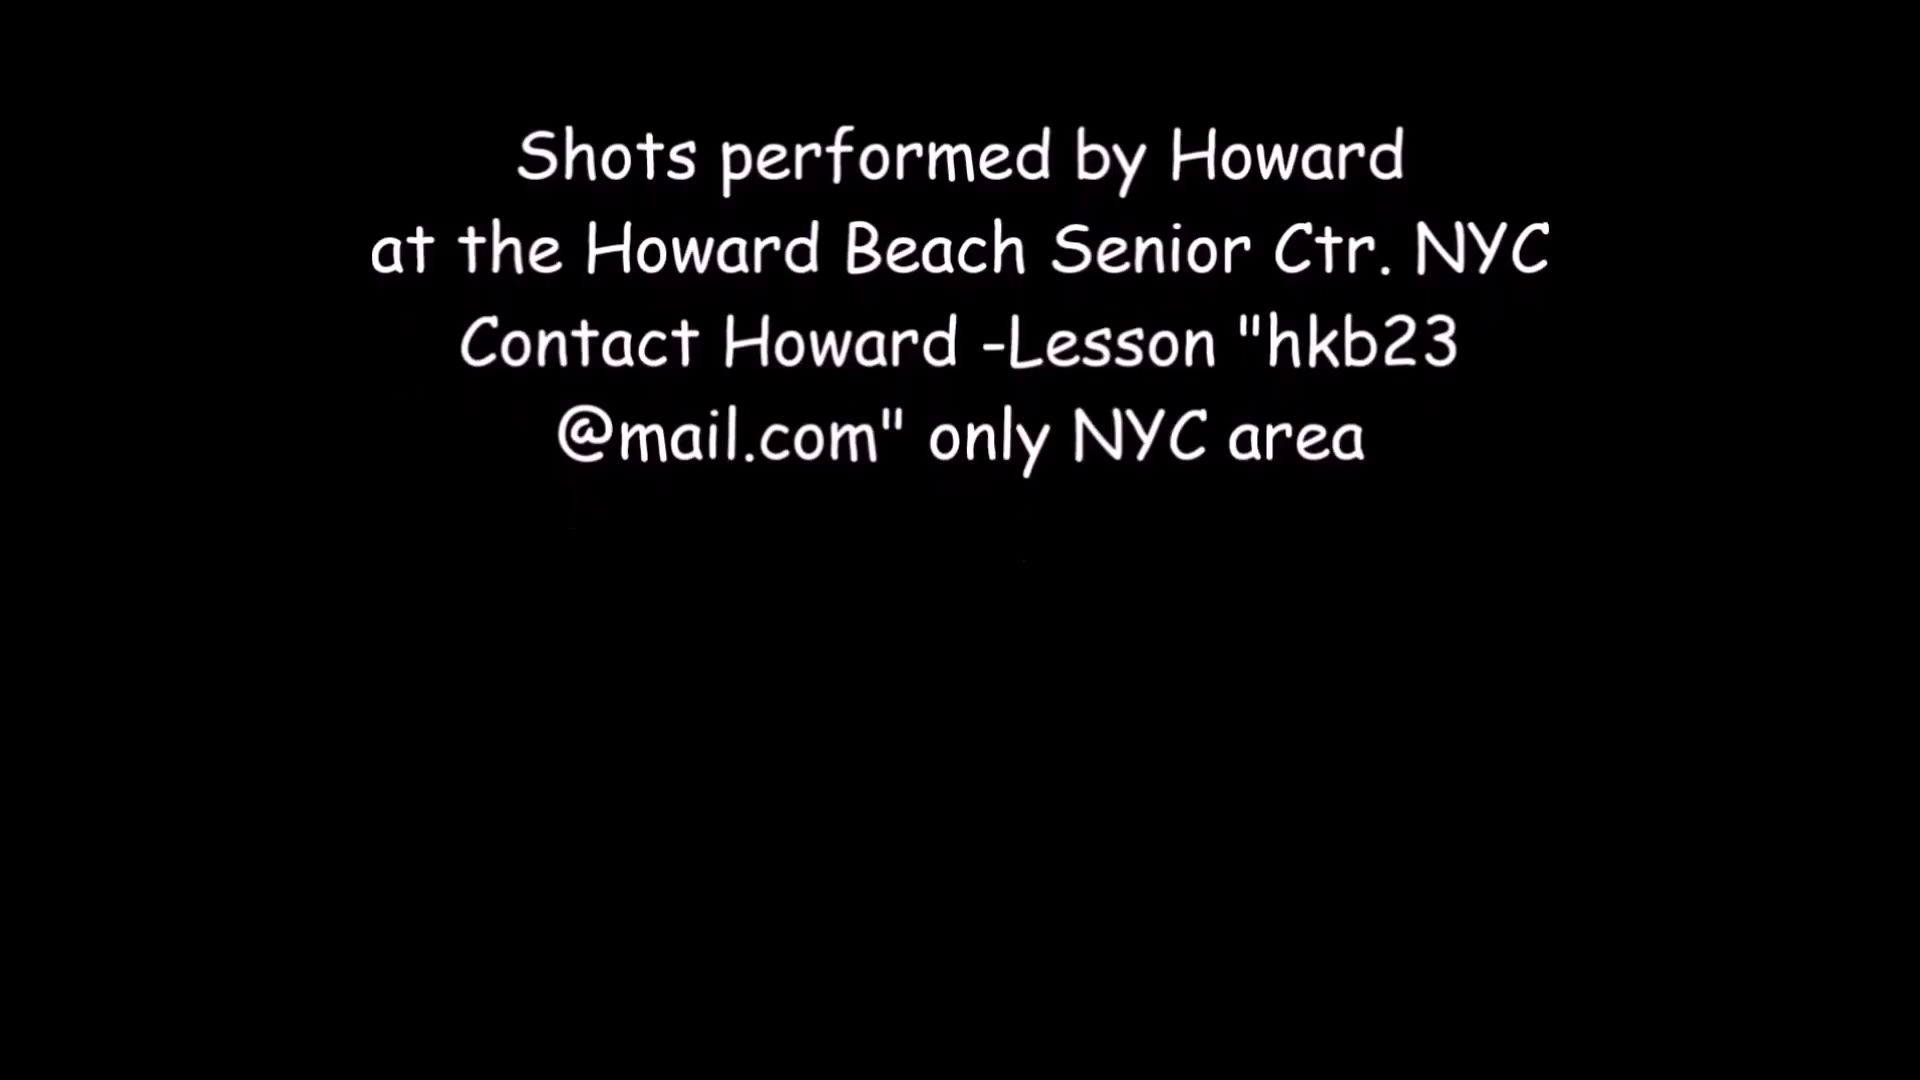 Shots performed by Howard
at the Howard Beach Senior Ctr. NYC
Contact Howard -Lesson "hkb23
@mail.com" only NYC area